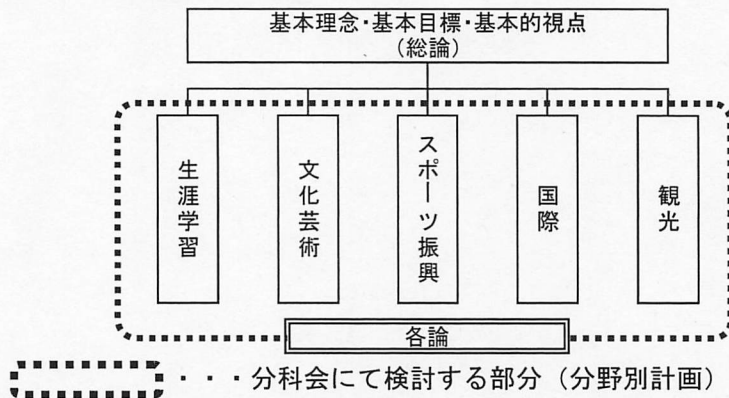 基本理念・基本目標・基本的視点
(総論)
生涯学習
文化芸術
スポーツ振興
国際
観光
各論
・・・分科会にて検討する部分（分野別計画）